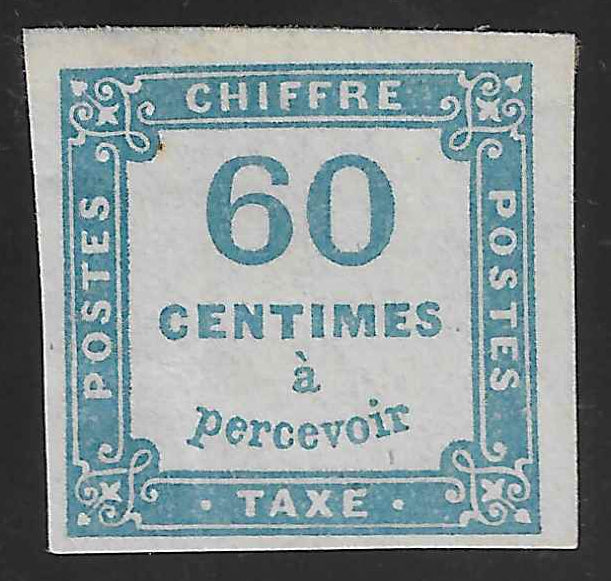 CHIFFRE
POSTES
60
CENTIMES
à
percevoir
POSTES
· TAXE ·